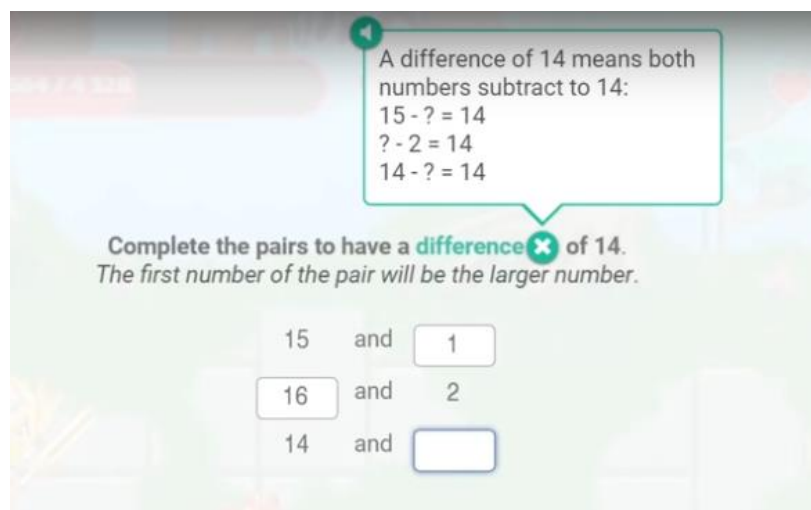 A difference of 14 means both
numbers subtract to 14:
15 - ? = 14
? - 2 = 14
14 - ? = 14
Complete the pairs to have a difference of 14.
The first number of the pair will be the larger number.
15 and 1
16 and 2
14 and